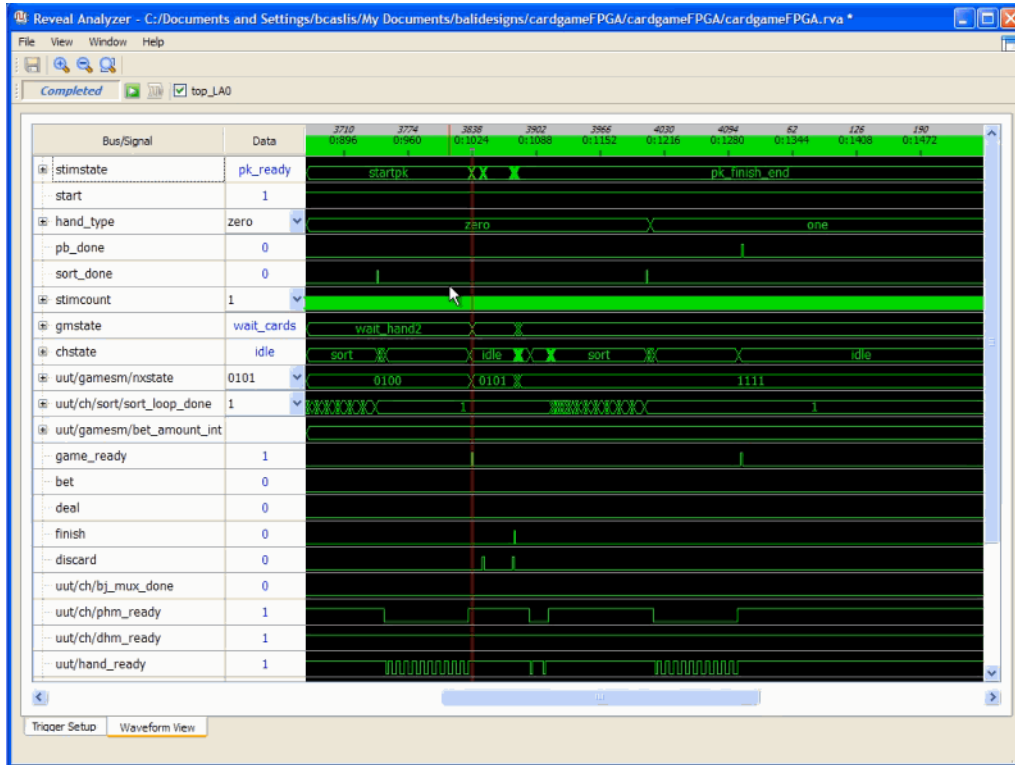 Reveal Analyzer - C:/Documents and Settings/bcaslis/My Documents/balidesigns/cardgameFPGA/cardgameFPGA/cardgameFPGA.rva *
File View Window Help
Completed top_LA0
3710 3774 3838 3902 3966 4030 4094 62 126 190
Bus/Signal Data 0:896 0:960 0:1024 0:1088 0:1152 0:1216 0:1280 0:1344 0:1408 0:1472
stimstate pk_ready startpk pk_finish_end
start 1
hand_type zero zero one
pb_done 0
sort_done 0
stimcount 1
gmstate wait_cards wait_hand2
chstate idle sort idle sort idle
uut/gamesm/nxstate 0101 0100 0101 1111
uut/ch/sort/sort_loop_done 1 1 1
uut/gamesm/bet_amount_int
game_ready 1
bet 0
deal 0
finish 0
discard 0
uut/ch/bj_mux_done 0
uut/ch/phm_ready 1
uut/ch/dhm_ready 1
uut/hand_ready 1
Trigger Setup Waveform View